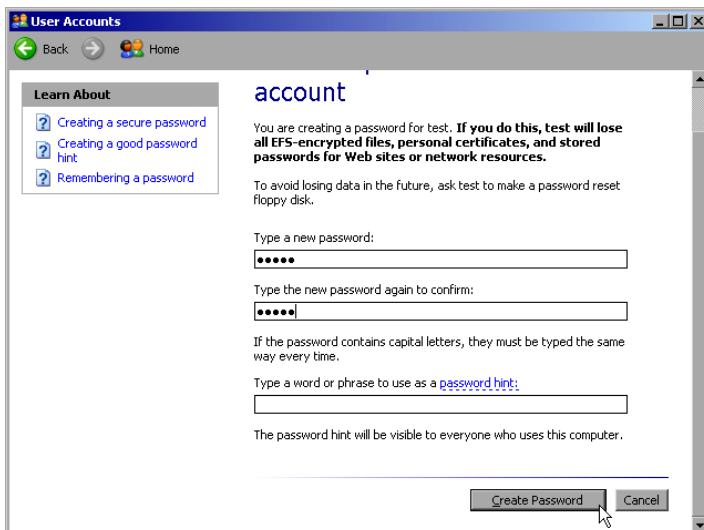 User Accounts
Back
Home
Learn About
Creating a secure password
Creating a good password
hint
Remembering a password
account
You are creating a password for test. If you do this, test will lose
all EFS-encrypted files, personal certificates, and stored
passwords for Web sites or network resources.
To avoid losing data in the future, ask test to make a password reset
floppy disk.
Type a new password:
•••••
Type the new password again to confirm:
•••••
If the password contains capital letters, they must be typed the same
way every time.
Type a word or phrase to use as a password hint:
The password hint will be visible to everyone who uses this computer.
Create Password
Cancel